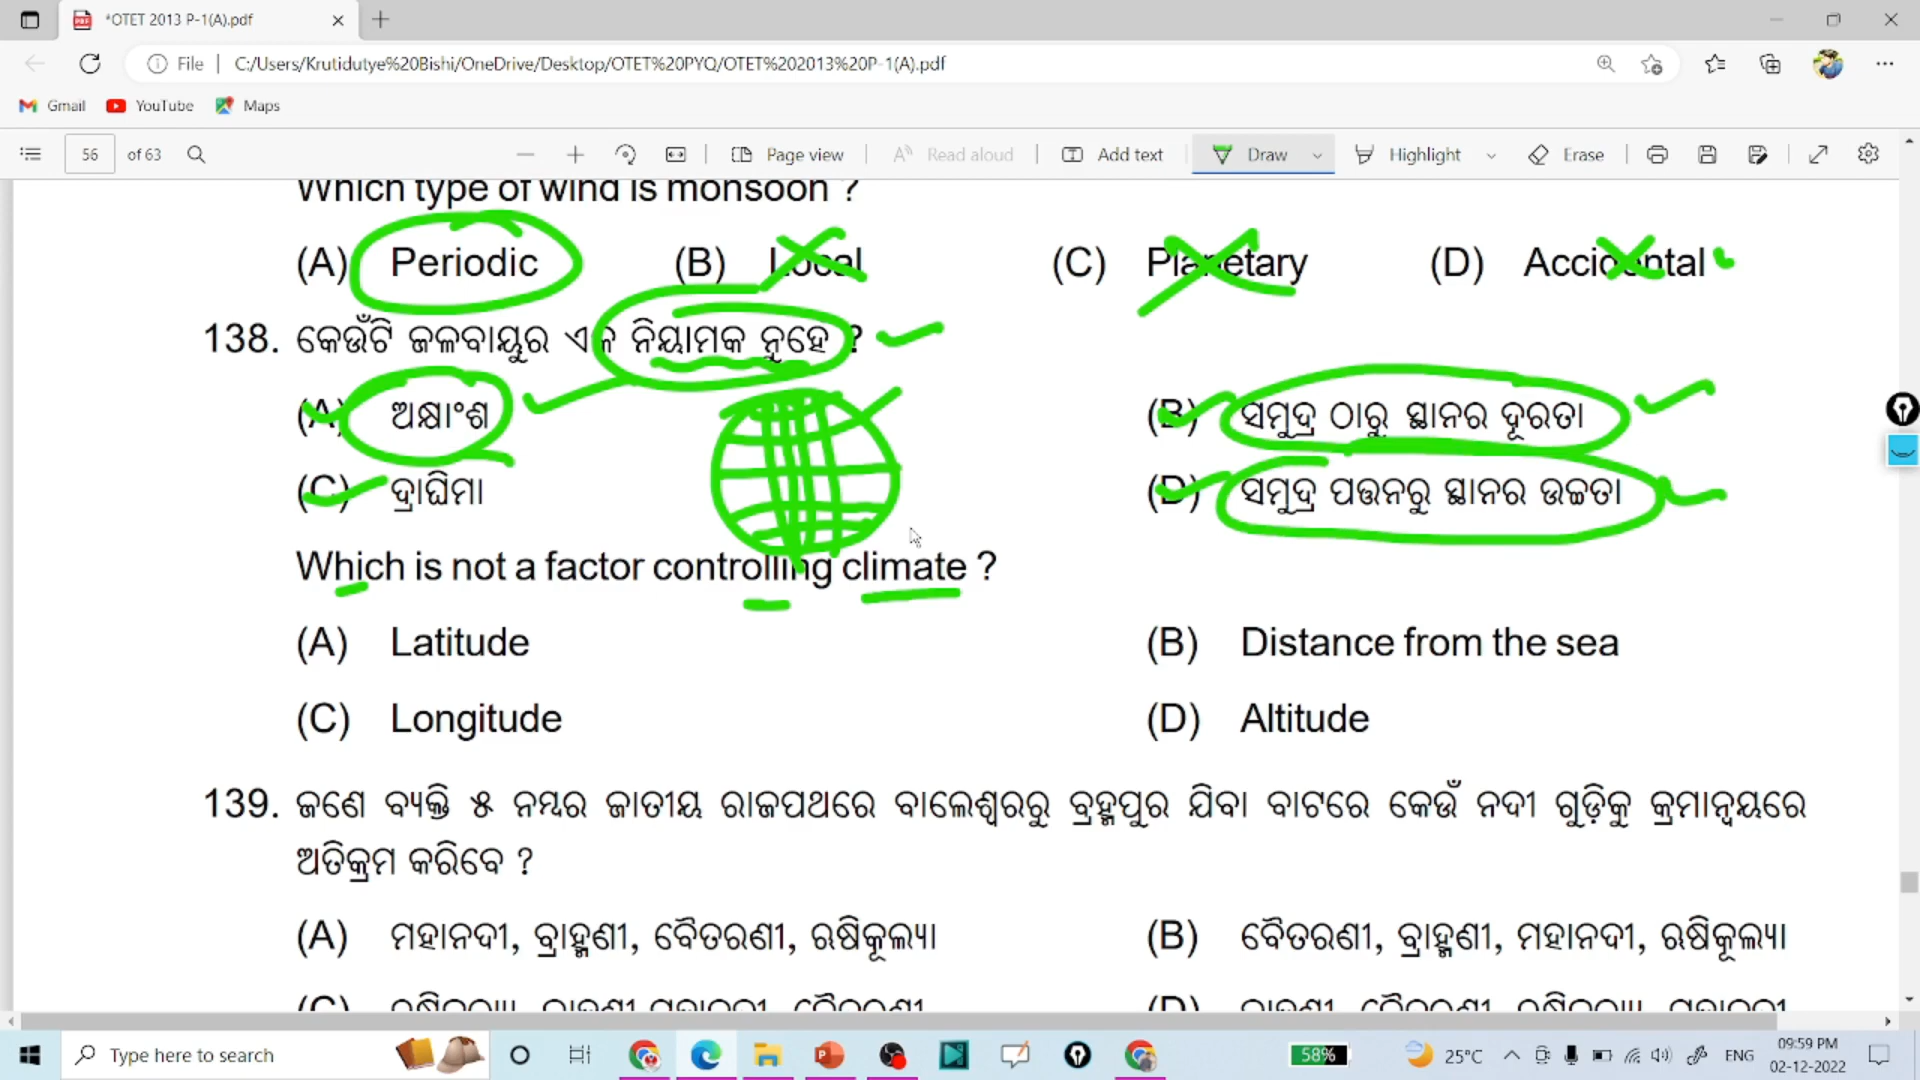 *OTET 2013 P-1(A).pdf
File | C:/Users/Krutidutye%20Bishi/OneDrive/Desktop/OTET%20PYQ/OTET%202013%20P-1(A).pdf
Gmail YouTube Maps
56 of 63 Page view Read aloud Add text Draw Highlight Erase
Which type of wind is monsoon ?
(A) Periodic (B) Local (C) Planetary (D) Accidental
138. କେଉଁଟି ଜଳବାୟୁର ଏକ ନିୟାମକ ନୁହେ ?
(A) ଅକ୍ଷାଂଶ (B) ସମୁଦ୍ର ଠାରୁ ସ୍ଥାନର ଦୂରତା
(C) ଦ୍ରାଘିମା (D) ସମୁଦ୍ର ପତ୍ତନରୁ ସ୍ଥାନର ଉଚ୍ଚତା
Which is not a factor controlling climate ?
(A) Latitude (B) Distance from the sea
(C) Longitude (D) Altitude
139. ଜଣେ ବ୍ୟକ୍ତି ୫ ନମ୍ବର ଜାତୀୟ ରାଜପଥରେ ବାଲେଶ୍ୱରରୁ ବ୍ରହ୍ମପୁର ଯିବା ବାଟରେ କେଉଁ ନଦୀ ଗୁଡ଼ିକୁ କ୍ରମାନ୍ୱୟରେ
ଅତିକ୍ରମ କରିବେ ?
(A) ମହାନଦୀ, ବ୍ରାହ୍ମଣୀ, ବୈତରଣୀ, ଋଷିକୂଲ୍ୟା (B) ବୈତରଣୀ, ବ୍ରାହ୍ମଣୀ, ମହାନଦୀ, ଋଷିକୂଲ୍ୟା
Type here to search 58% 25°C ENG 09:59 PM
02-12-2022